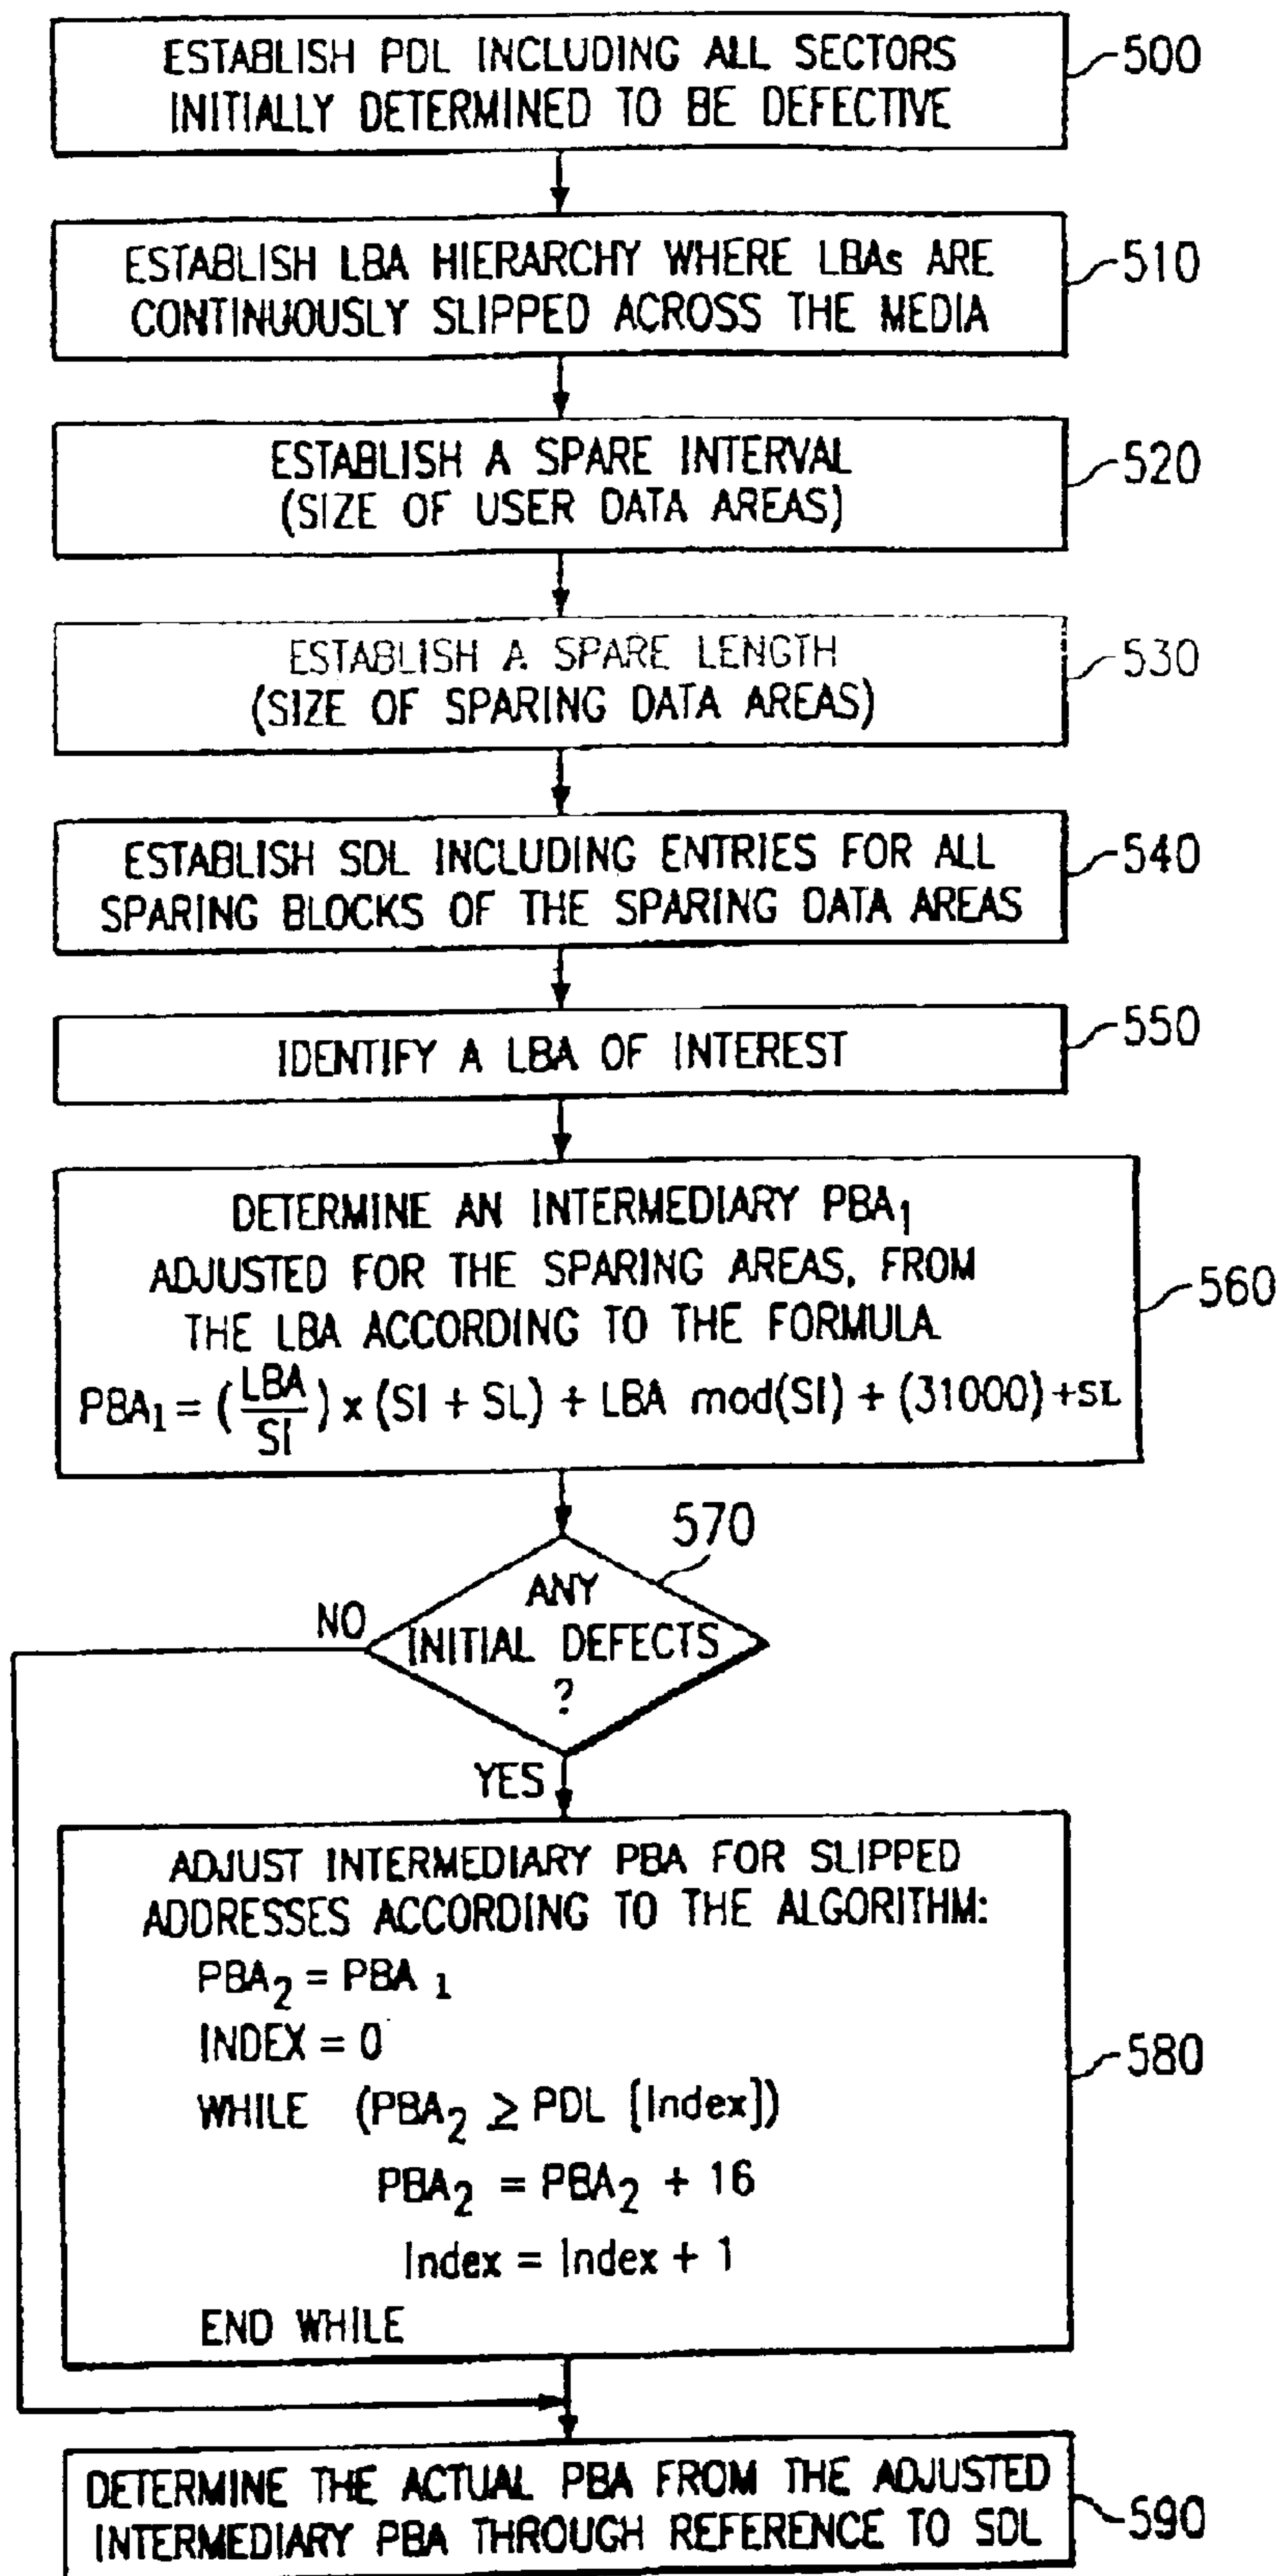 ESTABLISH PDL INCLUDING ALL SECTORS
INITIALLY DETERMINED TO BE DEFECTIVE
500
ESTABLISH LBA HIERARCHY WHERE LBAs ARE
CONTINUOUSLY SLIPPED ACROSS THE MEDIA
510
ESTABLISH A SPARE INTERVAL
(SIZE OF USER DATA AREAS)
520
ESTABLISH A SPARE LENGTH
(SIZE OF SPARING DATA AREAS)
530
ESTABLISH SDL INCLUDING ENTRIES FOR ALL
SPARING BLOCKS OF THE SPARING DATA AREAS
540
IDENTIFY A LBA OF INTEREST
550
DETERMINE AN INTERMEDIARY PBA₁
ADJUSTED FOR THE SPARING AREAS, FROM
THE LBA ACCORDING TO THE FORMULA.
PBA₁ = (LBA/SI) x (SI + SL) + LBA mod(SI) + (31000) +SL
560
570
ANY
INITIAL DEFECTS
?
NO
YES
ADJUST INTERMEDIARY PBA FOR SLIPPED
ADDRESSES ACCORDING TO THE ALGORITHM:
PBA₂ = PBA ₁
INDEX = 0
WHILE (PBA₂ ≥ PDL [Index])
PBA₂ = PBA₂ + 16
Index = Index + 1
END WHILE
580
DETERMINE THE ACTUAL PBA FROM THE ADJUSTED
INTERMEDIARY PBA THROUGH REFERENCE TO SDL
590